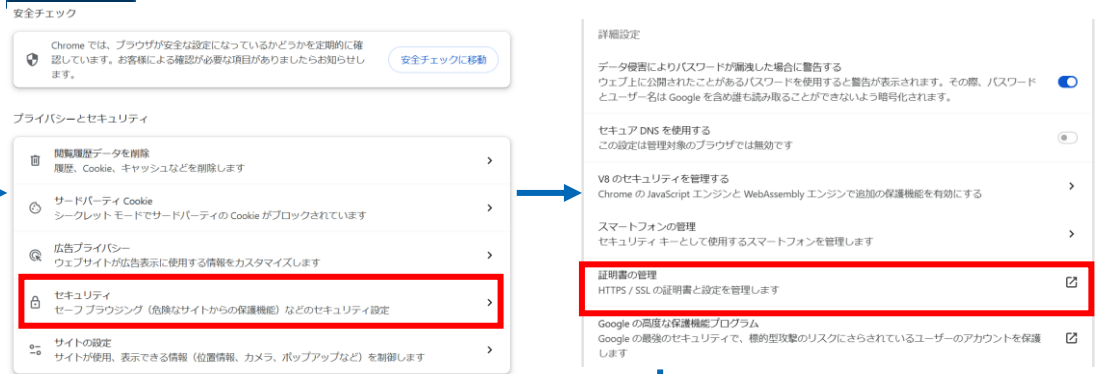 安全チェック
Chrome では、ブラウザが安全な設定になっているかどうかを定期的に確
認しています。お客様による確認が必要な項目がありましたらお知らせし
ます。
安全チェックに移動
プライバシーとセキュリティ
閲覧履歴データを削除
履歴、Cookie、キャッシュなどを削除します
サードパーティ Cookie
シークレット モードでサードパーティの Cookie がブロックされています
広告プライバシー
ウェブサイトが広告表示に使用する情報をカスタマイズします
セキュリティ
セーフ ブラウジング（危険なサイトからの保護機能）などのセキュリティ設定
サイトの設定
サイトが使用、表示できる情報（位置情報、カメラ、ポップアップなど）を制御します
詳細設定
データ侵害によりパスワードが漏洩した場合に警告する
ウェブ上に公開されたことがあるパスワードを使用すると警告が表示されます。その際、パスワード
とユーザー名は Google を含め誰も読み取ることができないよう暗号化されます。
セキュア DNS を使用する
この設定は管理対象のブラウザでは無効です
V8 のセキュリティを管理する
Chrome の JavaScript エンジンと WebAssembly エンジンで追加の保護機能を有効にする
スマートフォンの管理
セキュリティ キーとして使用するスマートフォンを管理します
証明書の管理
HTTPS / SSL の証明書と設定を管理します
Google の高度な保護機能プログラム
Google の最強のセキュリティで、標的型攻撃のリスクにさらされているユーザーのアカウントを保護
します